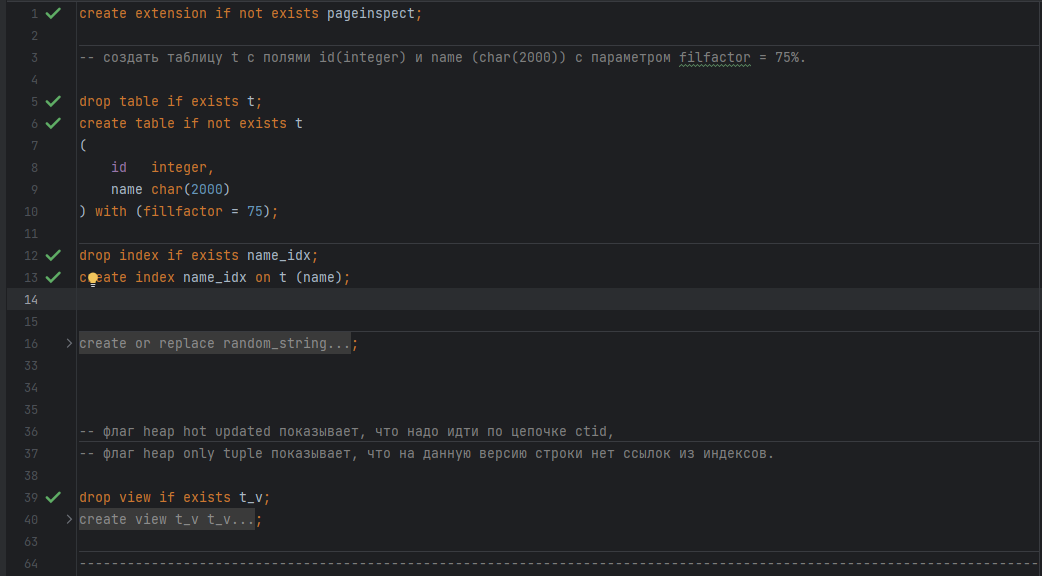 1 create extension if not exists pageinspect;
2
3 -- создать таблицу t с полями id(integer) и name (char(2000)) с параметром filfactor = 75%.
4
5 drop table if exists t;
6 create table if not exists t
7 (
8 id   integer,
9 name char(2000)
10 ) with (fillfactor = 75);
11
12 drop index if exists name_idx;
13 create index name_idx on t (name);
14
15
16 create or replace random_string...;
33
34
35
36 -- флаг heap hot updated показывает, что надо идти по цепочке ctid,
37 -- флаг heap only tuple показывает, что на данную версию строки нет ссылок из индексов.
38
39 drop view if exists t_v;
40 create view t_v t_v...;
63
64 ------------------------------------------------------------------------------------------------------------------------